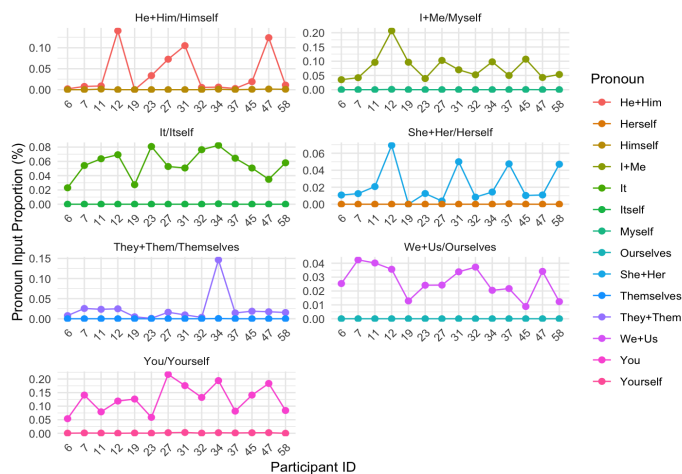 He+Him/Himself
0.10
0.05
0.00
6 7 11 12 19 23 27 31 32 34 37 45 47 58
I+Me/Myself
0.20
0.15
0.10
0.05
0.00
6 7 11 12 19 23 27 31 32 34 37 45 47 58
It/Itself
0.08
0.06
0.04
0.02
0.00
6 7 11 12 19 23 27 31 32 34 37 45 47 58
She+Her/Herself
0.06
0.04
0.02
0.00
6 7 11 12 19 23 27 31 32 34 37 45 47 58
They+Them/Themselves
0.15
0.10
0.05
0.00
6 7 11 12 19 23 27 31 32 34 37 45 47 58
We+Us/Ourselves
0.04
0.03
0.02
0.01
0.00
6 7 11 12 19 23 27 31 32 34 37 45 47 58
You/Yourself
0.20
0.15
0.10
0.05
0.00
6 7 11 12 19 23 27 31 32 34 37 45 47 58
Pronoun Input Proportion (%)
Participant ID
Pronoun
He+Him
Herself
Himself
I+Me
It
Itself
Myself
Ourselves
She+Her
Themselves
They+Them
We+Us
You
Yourself